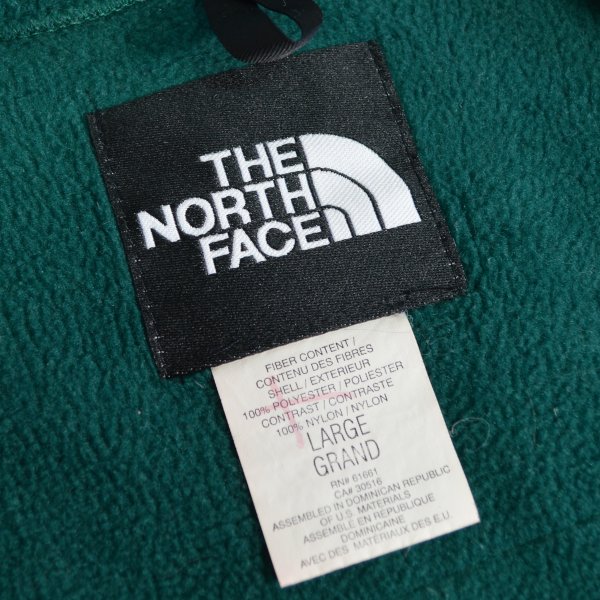 THE
NORTH
FACE
FIBER CONTENT /
CONTENU DES FIBRES
SHELL / EXTERIEUR
100% POLYESTER / POLIESTER
CONTRAST / CONTRASTE
100% NYLON / NYLON
LARGE
GRAND
RN# 61661
CA# 30516
ASSEMBLED IN DOMINICAN REPUBLIC
OF U.S. MATERIALS
ASSEMBLE EN REPUBLIQUE
DOMINICAINE
AVEC DES MATERIAUX DES E.U.